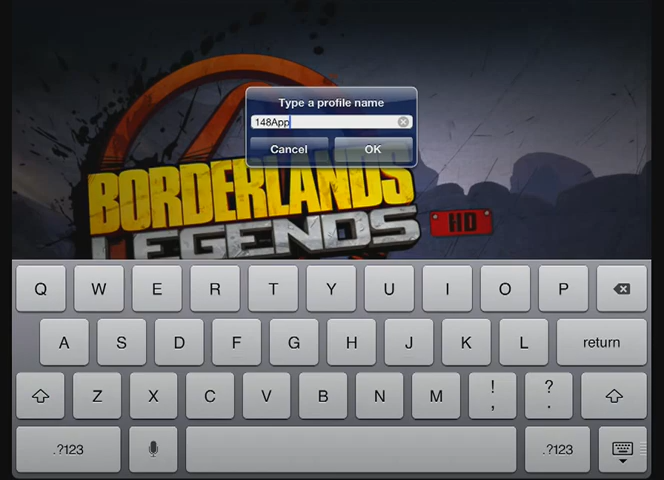 Type a profile name
148App
Cancel OK
BORDERLANDS
LEGENDS HD
Q W E R T Y U I O P
A S D F G H J K L return
Z X C V B N M ! , ? .
.?123 .?123